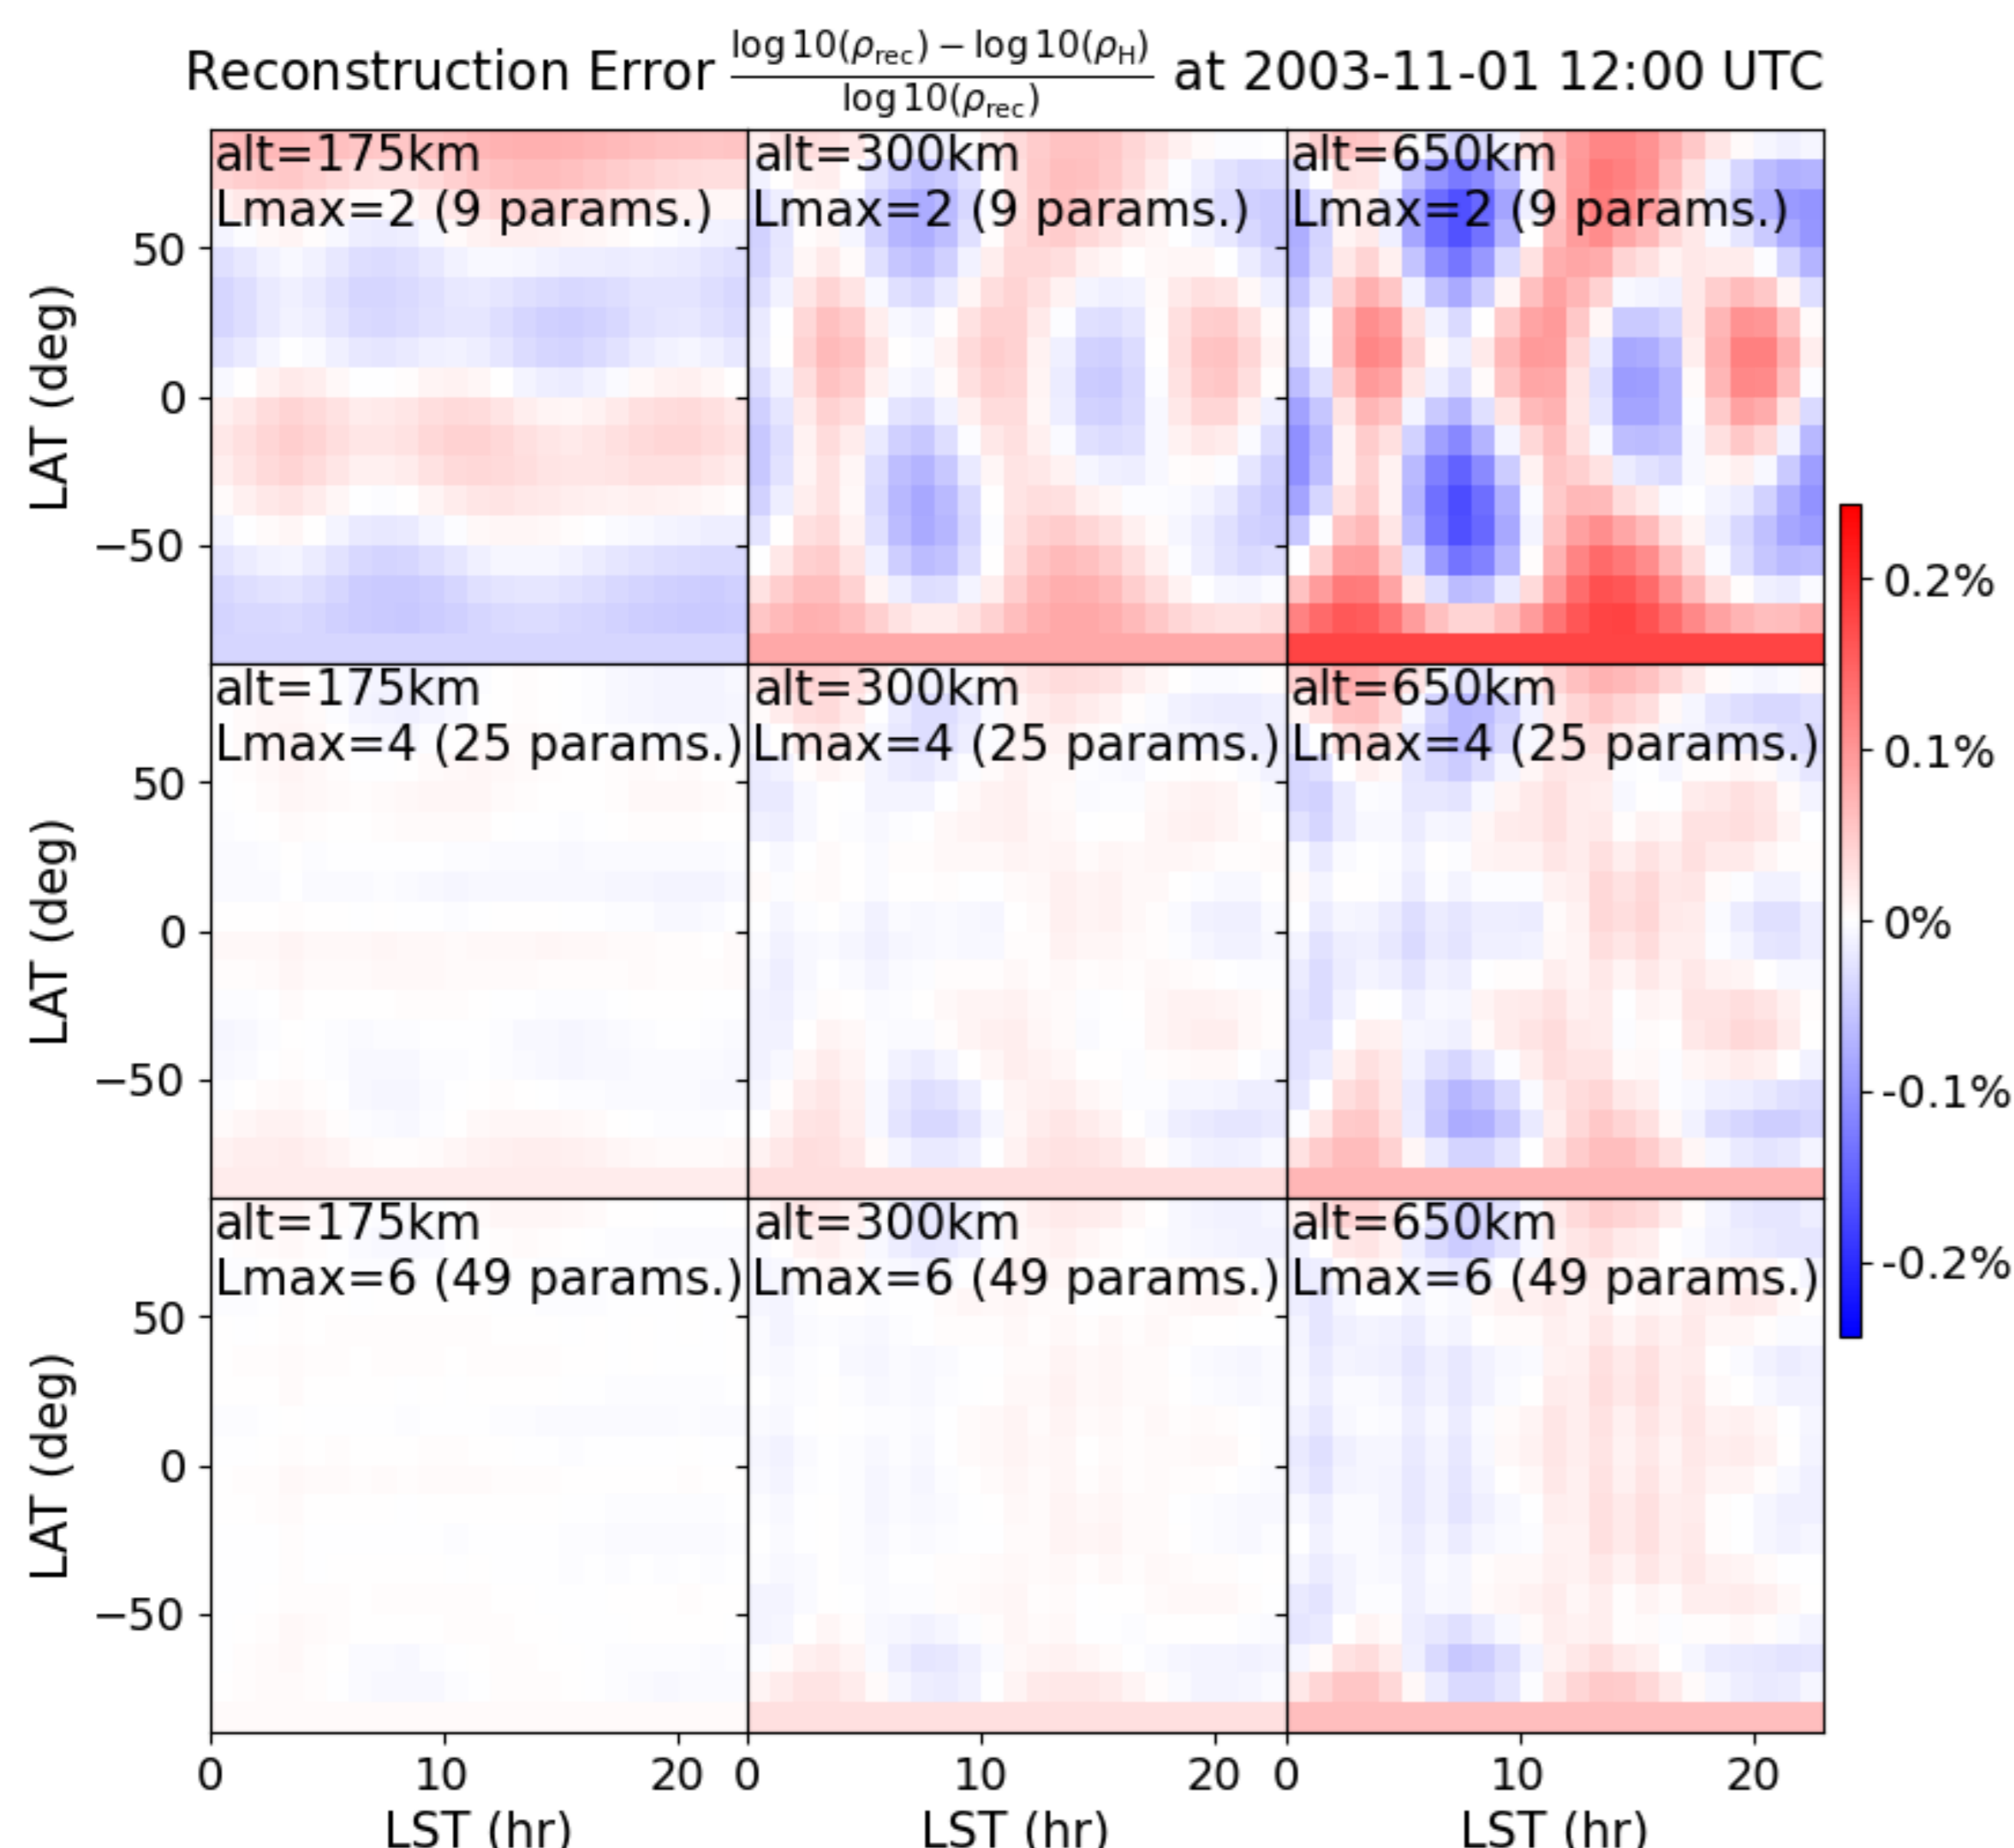 Reconstruction Error log10(ρrec) − log10(ρH) / log10(ρrec) at 2003-11-01 12:00 UTC
alt=175km
Lmax=2 (9 params.)
alt=300km
Lmax=2 (9 params.)
alt=650km
Lmax=2 (9 params.)
LAT (deg)
50
0
−50
alt=175km
Lmax=4 (25 params.)
alt=300km
Lmax=4 (25 params.)
alt=650km
Lmax=4 (25 params.)
LAT (deg)
50
0
−50
alt=175km
Lmax=6 (49 params.)
alt=300km
Lmax=6 (49 params.)
alt=650km
Lmax=6 (49 params.)
LAT (deg)
50
0
−50
0 10 20 0 10 20 0 10 20
LST (hr) LST (hr) LST (hr)
0.2%
0.1%
0%
-0.1%
-0.2%